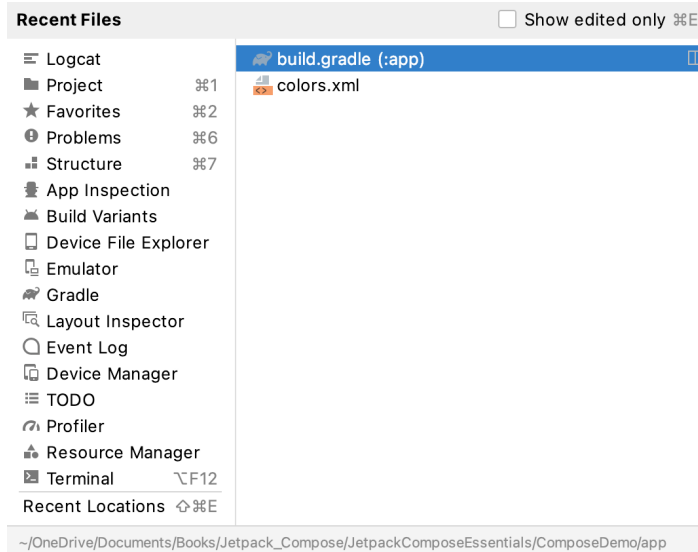 Recent Files
Show edited only ⌘E
Logcat
Project ⌘1
Favorites ⌘2
Problems ⌘6
Structure ⌘7
App Inspection
Build Variants
Device File Explorer
Emulator
Gradle
Layout Inspector
Event Log
Device Manager
TODO
Profiler
Resource Manager
Terminal ⌥F12
Recent Locations ⇧⌘E
build.gradle (:app)
colors.xml
~/OneDrive/Documents/Books/Jetpack_Compose/JetpackComposeEssentials/ComposeDemo/app